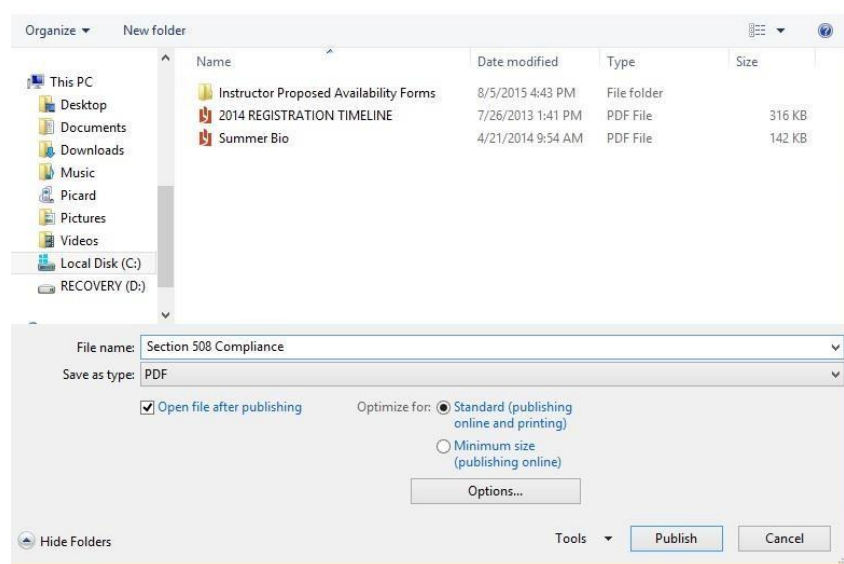 Organize New folder
Name Date modified Type Size
This PC
Desktop
Documents
Downloads
Music
Picard
Pictures
Videos
Local Disk (C:)
RECOVERY (D:)
Instructor Proposed Availability Forms 8/5/2015 4:43 PM File folder
2014 REGISTRATION TIMELINE 7/26/2013 1:41 PM PDF File 316 KB
Summer Bio 4/21/2014 9:54 AM PDF File 142 KB
File name: Section 508 Compliance
Save as type: PDF
Open file after publishing
Optimize for: Standard (publishing
online and printing)
Minimum size
(publishing online)
Options...
Hide Folders Tools Publish Cancel